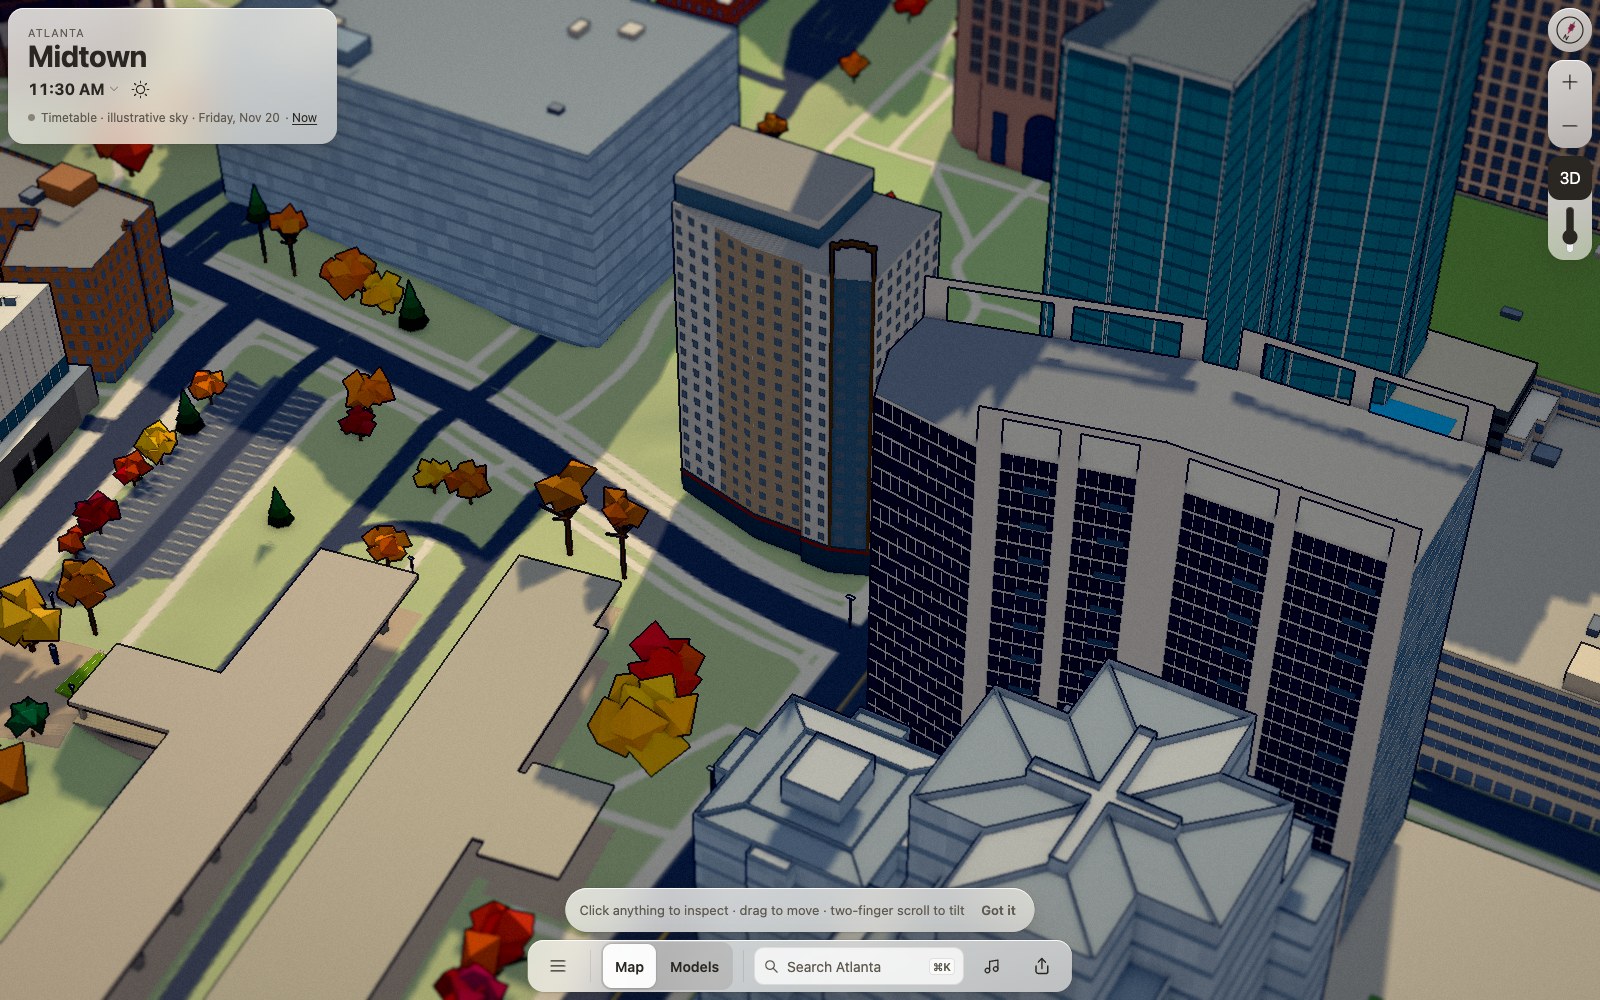 ATLANTA
Midtown
11:30 AM
Timetable · illustrative sky · Friday, Nov 20 · Now
N
3D
Click anything to inspect · drag to move · two-finger scroll to tilt Got it
Map Models Search Atlanta ⌘K